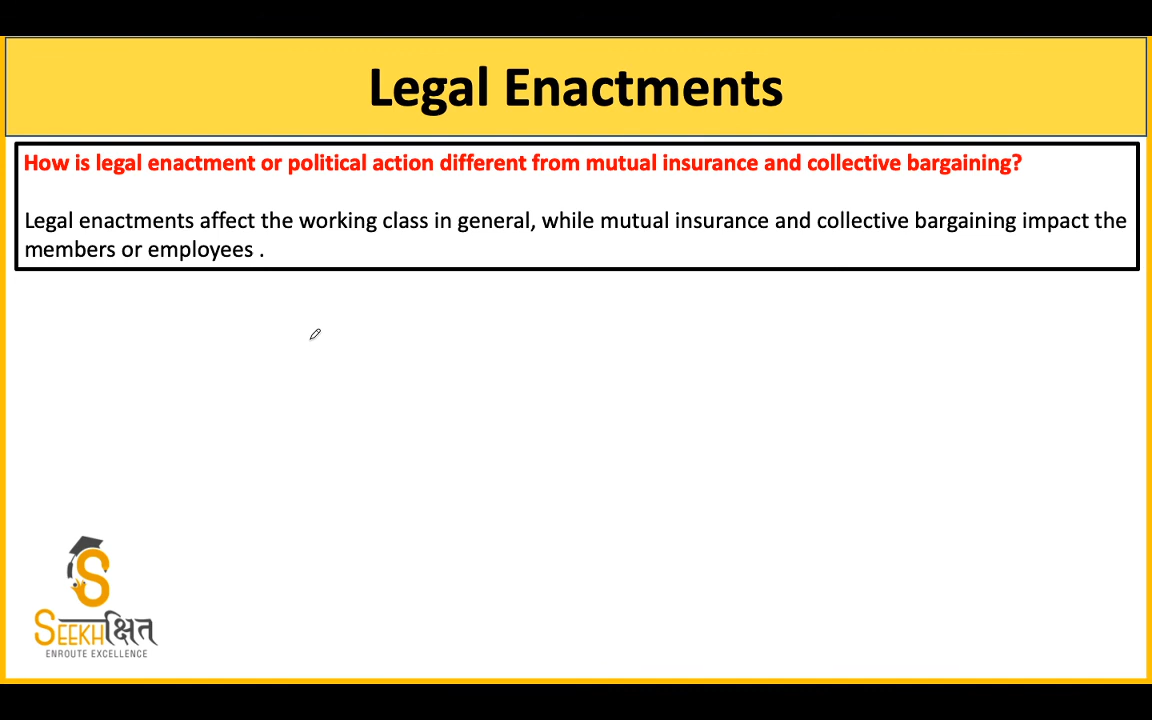 Legal Enactments
How is legal enactment or political action different from mutual insurance and collective bargaining?
Legal enactments affect the working class in general, while mutual insurance and collective bargaining impact the
members or employees .
S
SEEKHक्षित
ENROUTE EXCELLENCE